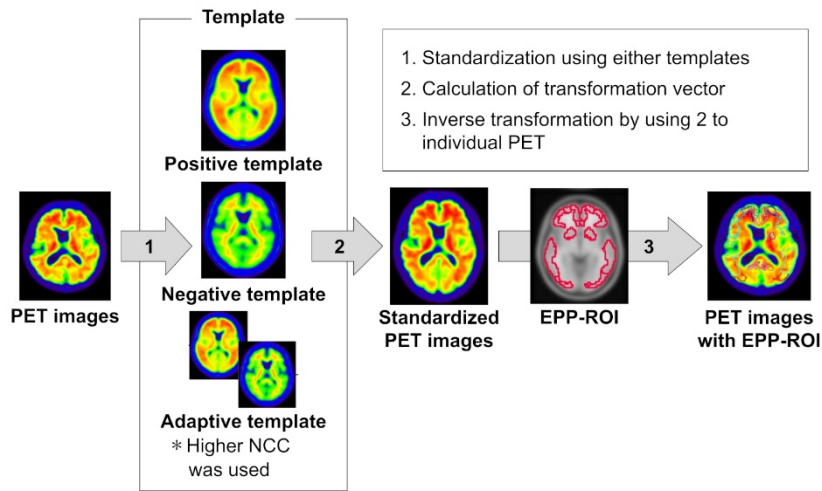 Template
Positive template
Negative template
Adaptive template
* Higher NCC
was used
1. Standardization using either templates
2. Calculation of transformation vector
3. Inverse transformation by using 2 to
individual PET
PET images
1
2
Standardized
PET images
EPP-ROI
3
PET images
with EPP-ROI